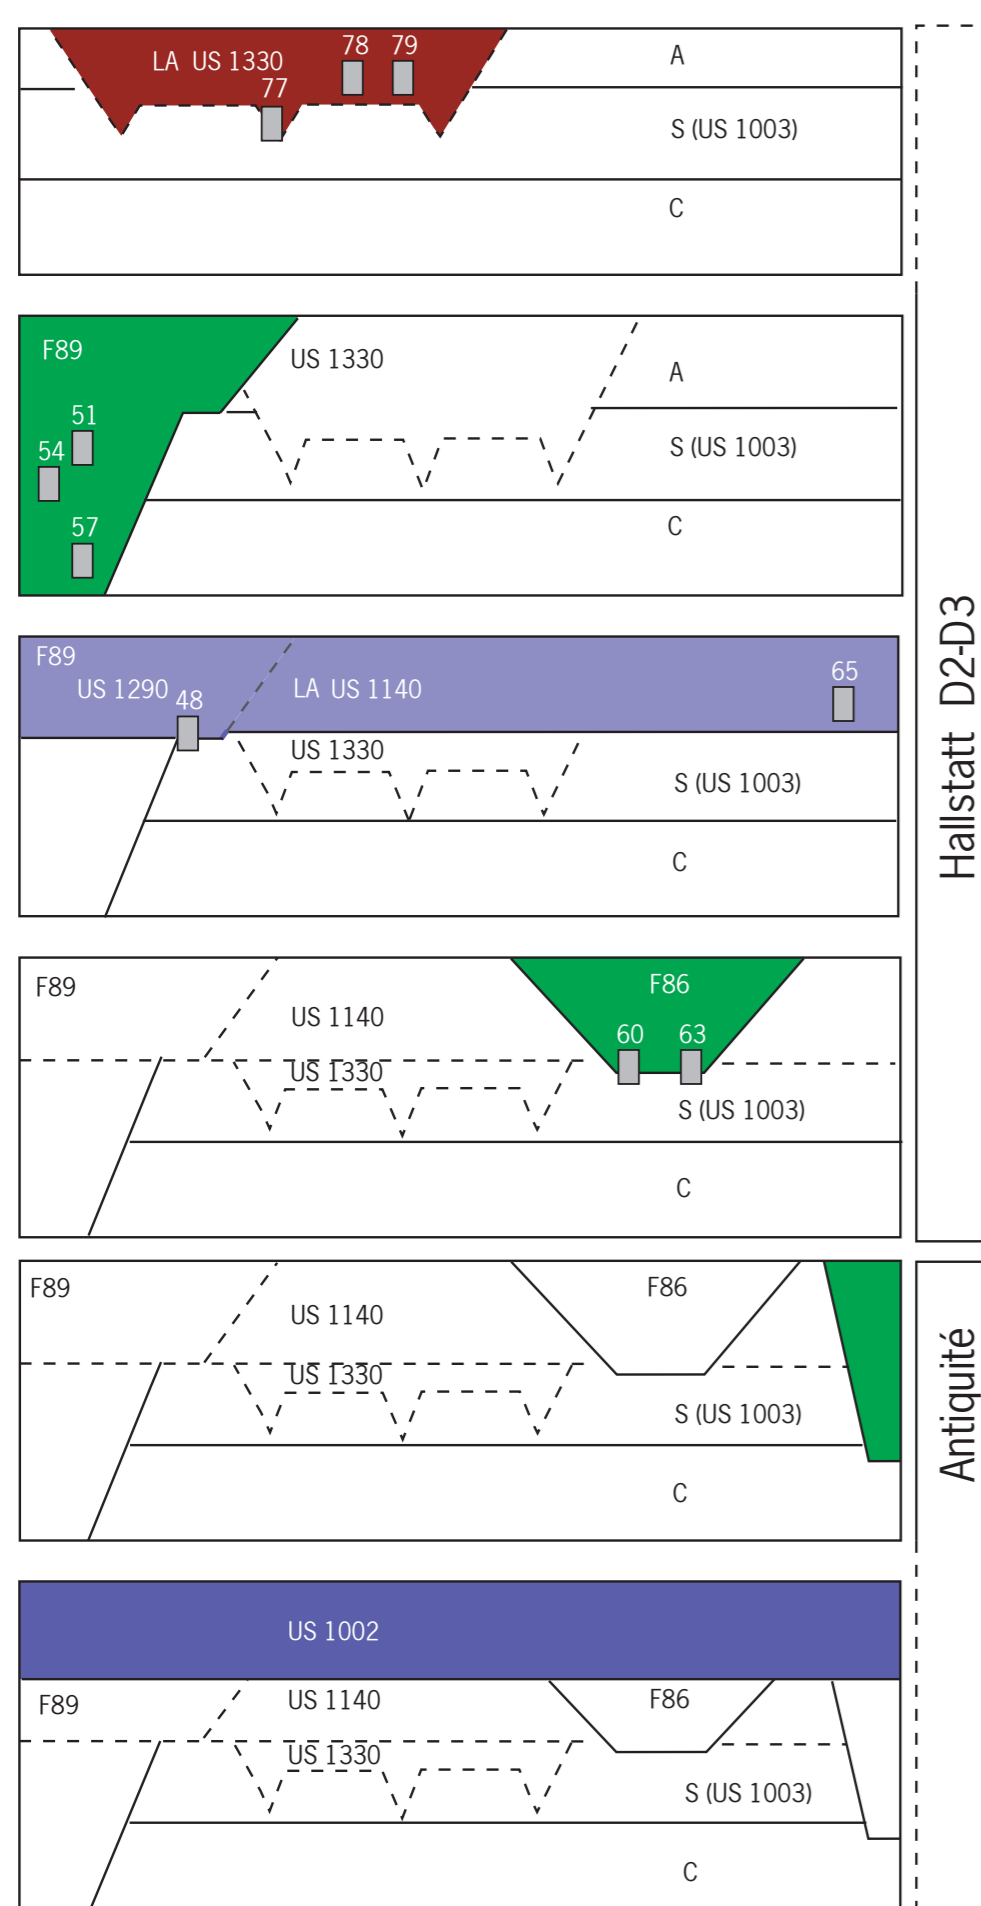 78 79
LA US 1330
77
A
S (US 1003)
C
F89
US 1330
A
51
54
S (US 1003)
57
C
F89
US 1290
48
LA US 1140
65
US 1330
S (US 1003)
C
F89
US 1140
F86
60 63
US 1330
S (US 1003)
C
Hallstatt D2-D3
F89
US 1140
F86
US 1330
S (US 1003)
C
Antiquité
US 1002
F89
US 1140
F86
US 1330
S (US 1003)
C